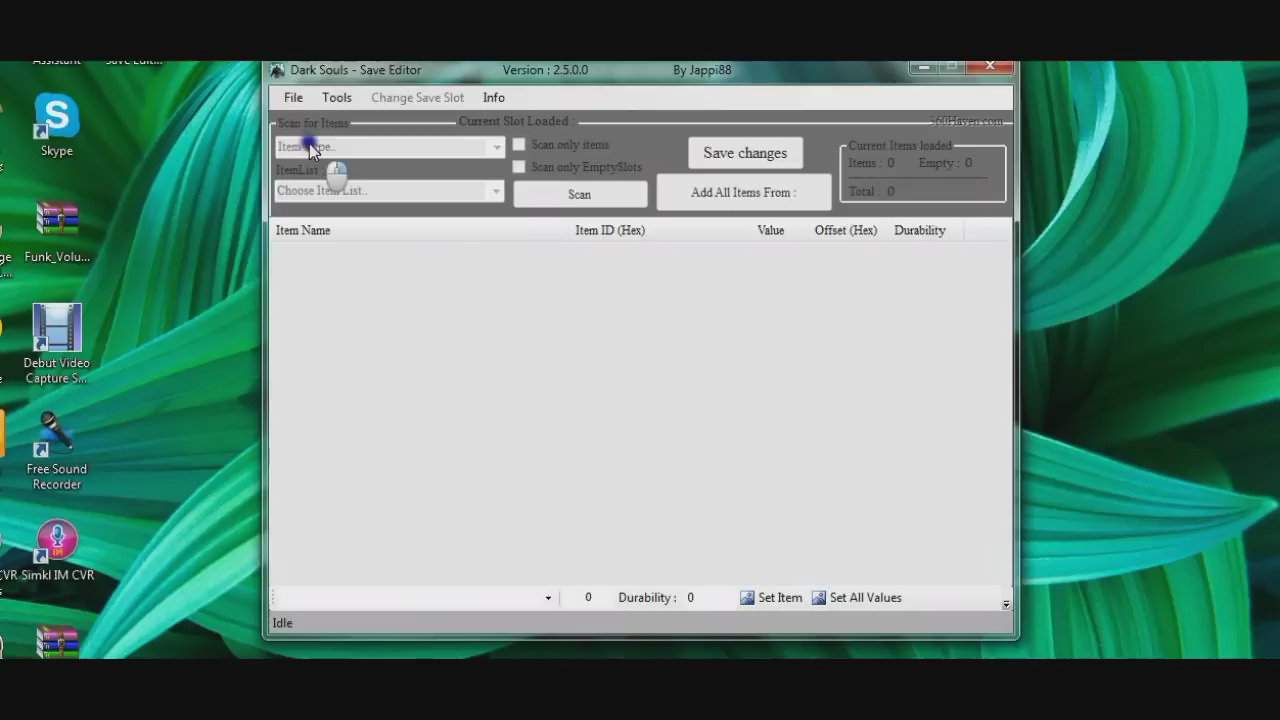 Assistant
Save Edit...
Dark Souls - Save Editor
Version : 2.5.0.0
By Jappi88
File
Tools
Change Save Slot
Info
Scan for Items
Current Slot Loaded :
360Haven.com
Scan only items
Save changes
Current Items loaded
Items : 0
Empty : 0
ItemList
Scan only EmptySlots
Choose Item List..
Scan
Add All Items From :
Total : 0
Item Name
Item ID (Hex)
Value
Offset (Hex)
Durability
Skype
Funk_Volu...
Debut Video
Capture S...
Free Sound
Recorder
CVR
Simkl IM CVR
0
Durability :
0
Set Item
Set All Values
Idle